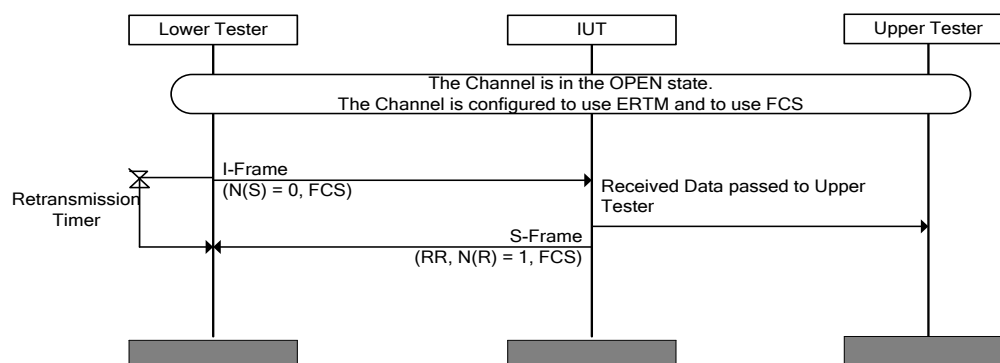 Lower Tester
IUT
Upper Tester
The Channel is in the OPEN state.
The Channel is configured to use ERTM and to use FCS
I-Frame
(N(S) = 0, FCS)
Retransmission
Timer
Received Data passed to Upper
Tester
S-Frame
(RR, N(R) = 1, FCS)